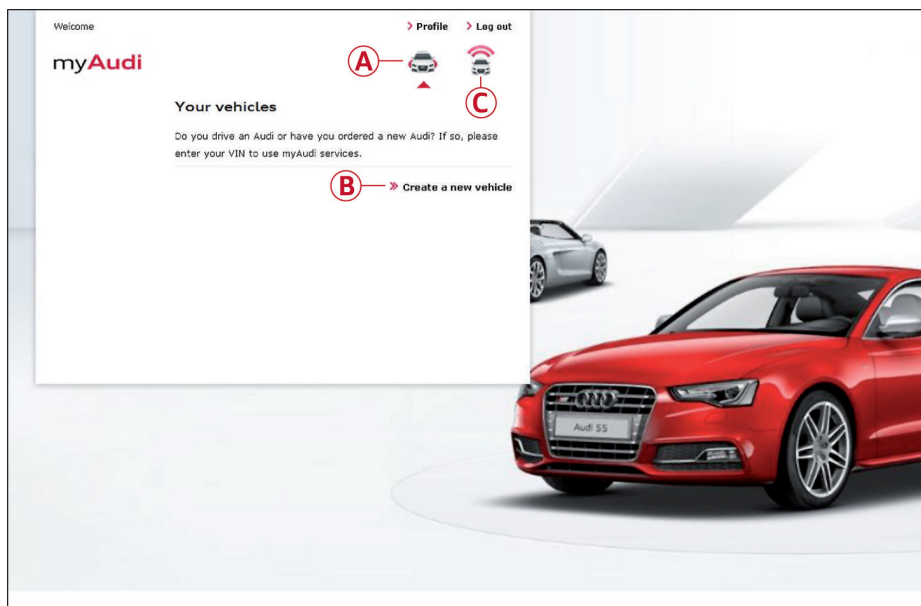 Welcome
> Profile > Log out
myAudi
A
C
Your vehicles
Do you drive an Audi or have you ordered a new Audi? If so, please
enter your VIN to use myAudi services.
B
» Create a new vehicle
Audi S5